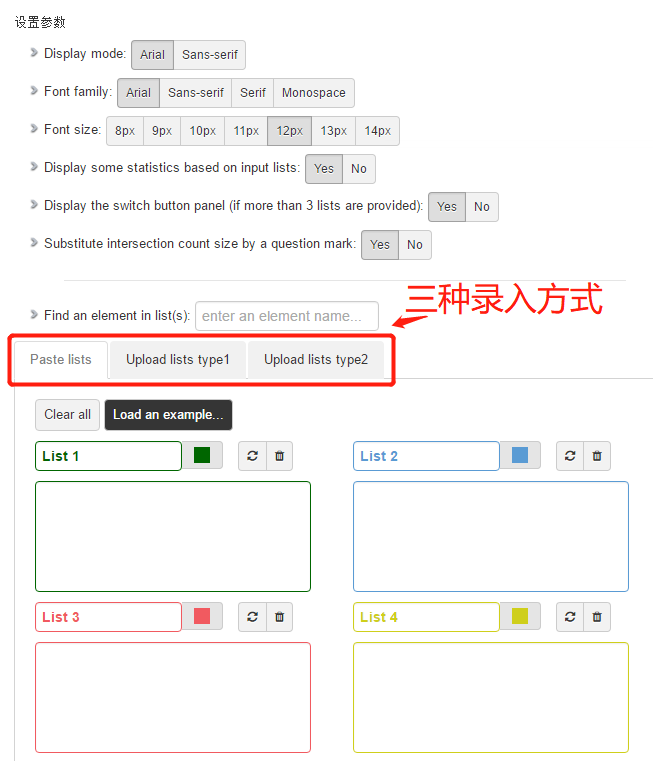 设置参数
Display mode: Arial Sans-serif
Font family: Arial Sans-serif Serif Monospace
Font size: 8px 9px 10px 11px 12px 13px 14px
Display some statistics based on input lists: Yes No
Display the switch button panel (if more than 3 lists are provided): Yes No
Substitute intersection count size by a question mark: Yes No
三种录入方式
Find an element in list(s): enter an element name...
Paste lists Upload lists type1 Upload lists type2
Clear all Load an example...
List 1 List 2
List 3 List 4